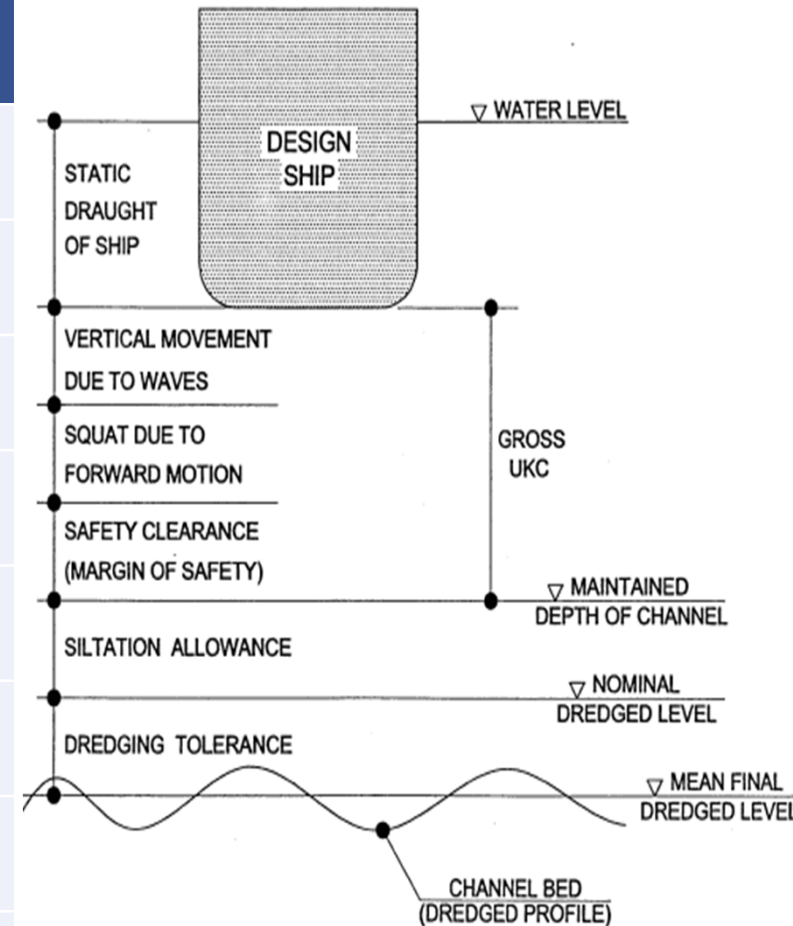 DESIGN
SHIP
WATER LEVEL
STATIC
DRAUGHT
OF SHIP
VERTICAL MOVEMENT
DUE TO WAVES
SQUAT DUE TO
FORWARD MOTION
SAFETY CLEARANCE
(MARGIN OF SAFETY)
GROSS
UKC
MAINTAINED
DEPTH OF CHANNEL
SILTATION ALLOWANCE
NOMINAL
DREDGED LEVEL
DREDGING TOLERANCE
MEAN FINAL
DREDGED LEVEL
CHANNEL BED
(DREDGED PROFILE)